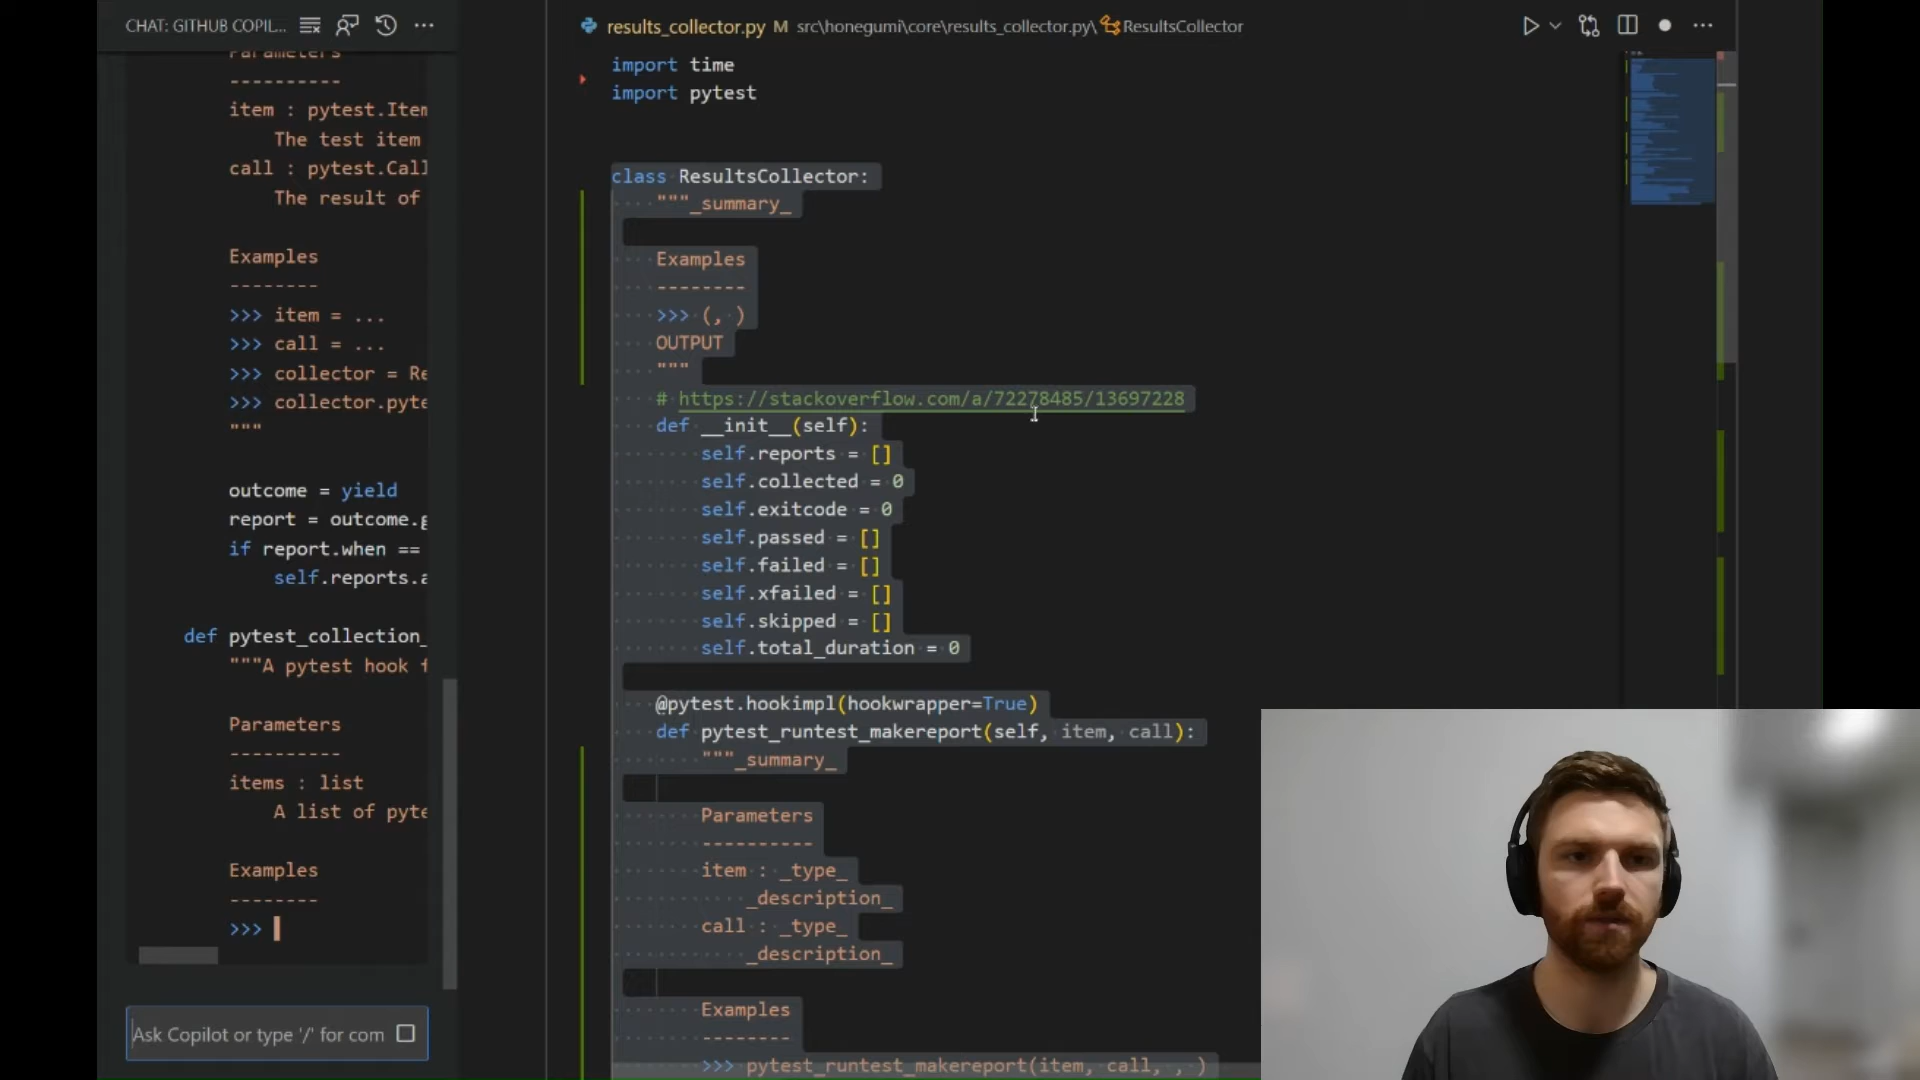 CHAT: GITHUB COPIL...
Parameters
----------
item : pytest.Item
The test item
call : pytest.Call
The result of
Examples
--------
>>> item = ...
>>> call = ...
>>> collector = Re
>>> collector.pyte
"""
outcome = yield
report = outcome.g
if report.when ==
self.reports.a
def pytest_collection_
"""A pytest hook f
Parameters
----------
items : list
A list of pyte
Examples
--------
>>>
Ask Copilot or type '/' for com
results_collector.py M src\honegumi\core\results_collector.py\ ResultsCollector
import time
import pytest
class ResultsCollector:
"""_summary_
Examples
--------
>>> (, )
OUTPUT
"""
# https://stackoverflow.com/a/72278485/13697228
def __init__(self):
self.reports = []
self.collected = 0
self.exitcode = 0
self.passed = []
self.failed = []
self.xfailed = []
self.skipped = []
self.total_duration = 0
@pytest.hookimpl(hookwrapper=True)
def pytest_runtest_makereport(self, item, call):
"""_summary_
Parameters
----------
item : _type_
_description_
call : _type_
_description_
Examples
--------
>>> pytest_runtest_makereport(item, call, , )